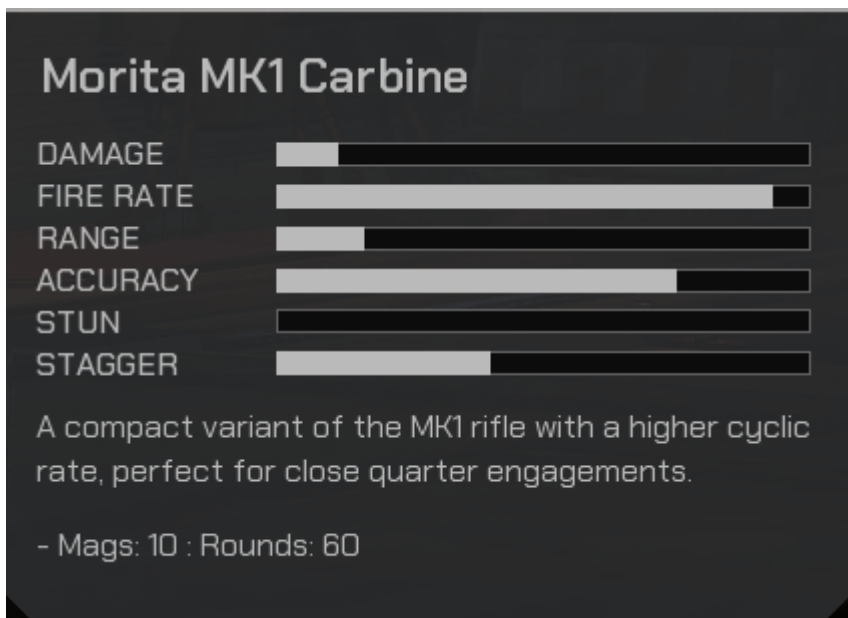 Morita MK1 Carbine
DAMAGE
FIRE RATE
RANGE
ACCURACY
STUN
STAGGER
A compact variant of the MK1 rifle with a higher cyclic
rate, perfect for close quarter engagements.
- Mags: 10 : Rounds: 60